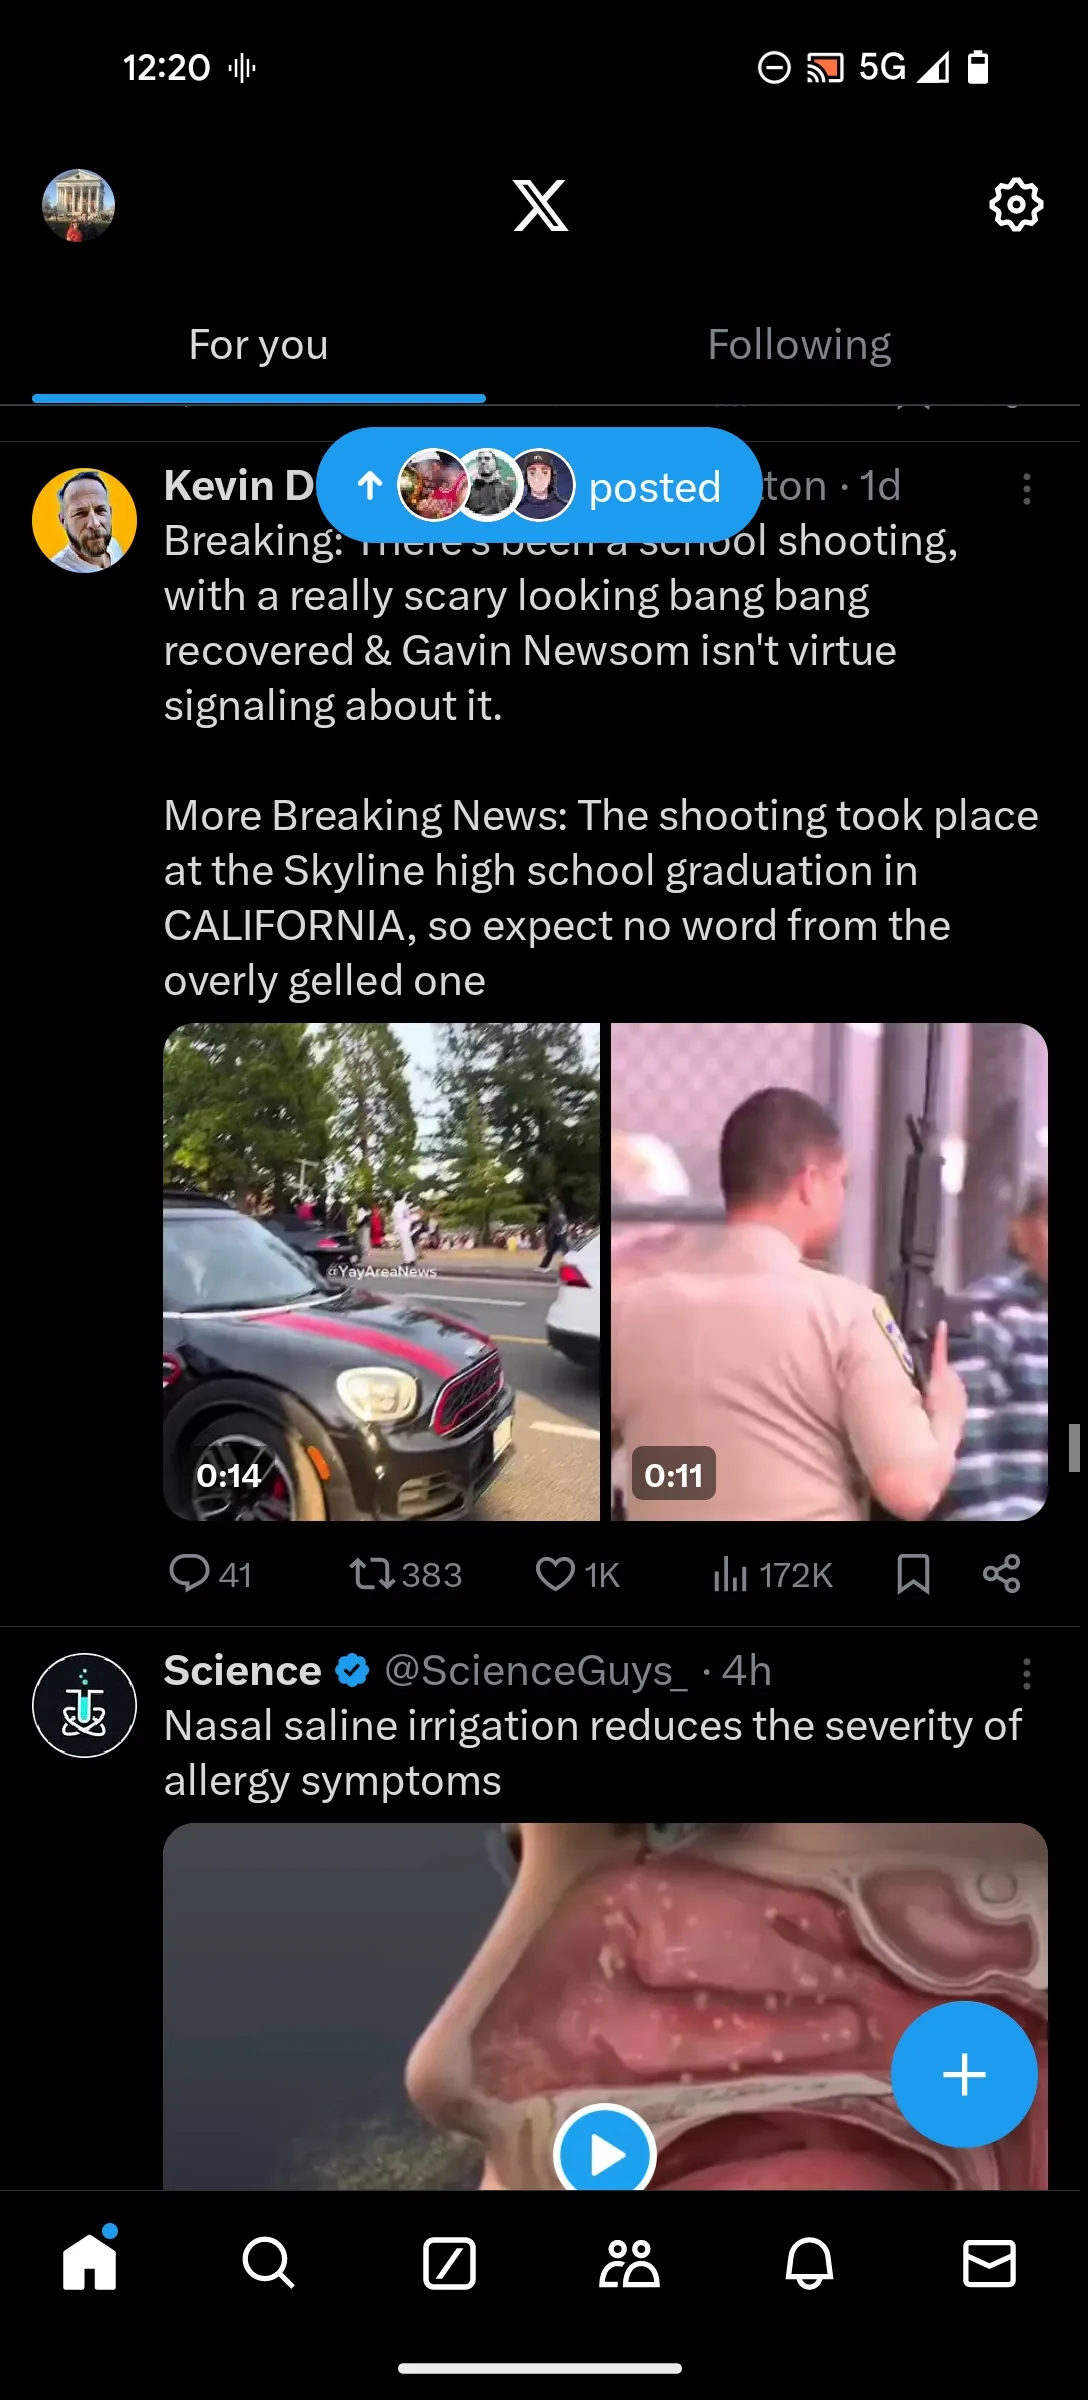 12:20
5G
For you
Following
posted
Kevin D
ton · 1d
Breaking: There's been a school shooting,
with a really scary looking bang bang
recovered & Gavin Newsom isn't virtue
signaling about it.
More Breaking News: The shooting took place
at the Skyline high school graduation in
CALIFORNIA, so expect no word from the
overly gelled one
@YayAreaNews
0:14
0:11
41
383
1K
172K
Science @ScienceGuys_ · 4h
Nasal saline irrigation reduces the severity of
allergy symptoms